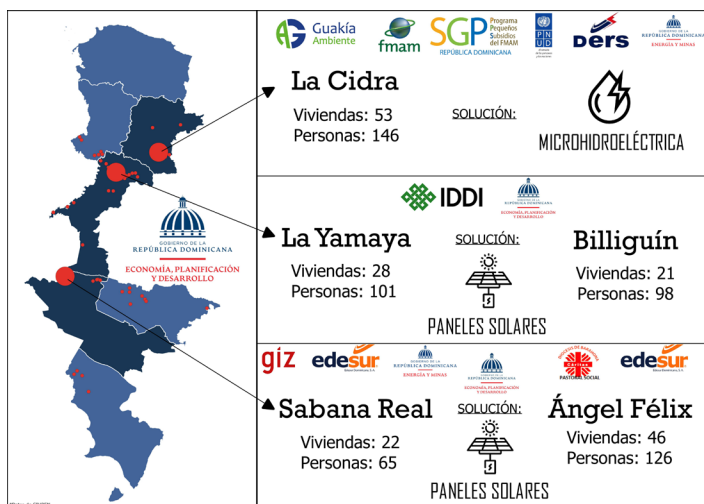 Guakía
Ambiente
fmam
SGP
Programa
Pequeños
Subsidios
del FMAM
REPÚBLICA DOMINICANA
PNUD
DERS
GOBIERNO DE LA
REPÚBLICA DOMINICANA
ENERGÍA Y MINAS
La Cidra
Viviendas: 53
Personas: 146
SOLUCIÓN:
MICROHIDROELÉCTRICA
GOBIERNO DE LA
REPÚBLICA DOMINICANA
ECONOMÍA, PLANIFICACIÓN
Y DESARROLLO
IDDI
REPÚBLICA DOMINICANA
ECONOMÍA, PLANIFICACIÓN
Y DESARROLLO
La Yamaya
Viviendas: 28
Personas: 101
SOLUCIÓN:
PANELES SOLARES
Billiguín
Viviendas: 21
Personas: 98
giz
edesur
REPÚBLICA DOMINICANA
ENERGÍA Y MINAS
REPÚBLICA DOMINICANA
ECONOMÍA, PLANIFICACIÓN
Y DESARROLLO
Cáritas
PASTORAL SOCIAL
edesur
Sabana Real
Viviendas: 22
Personas: 65
SOLUCIÓN:
PANELES SOLARES
Ángel Félix
Viviendas: 46
Personas: 126